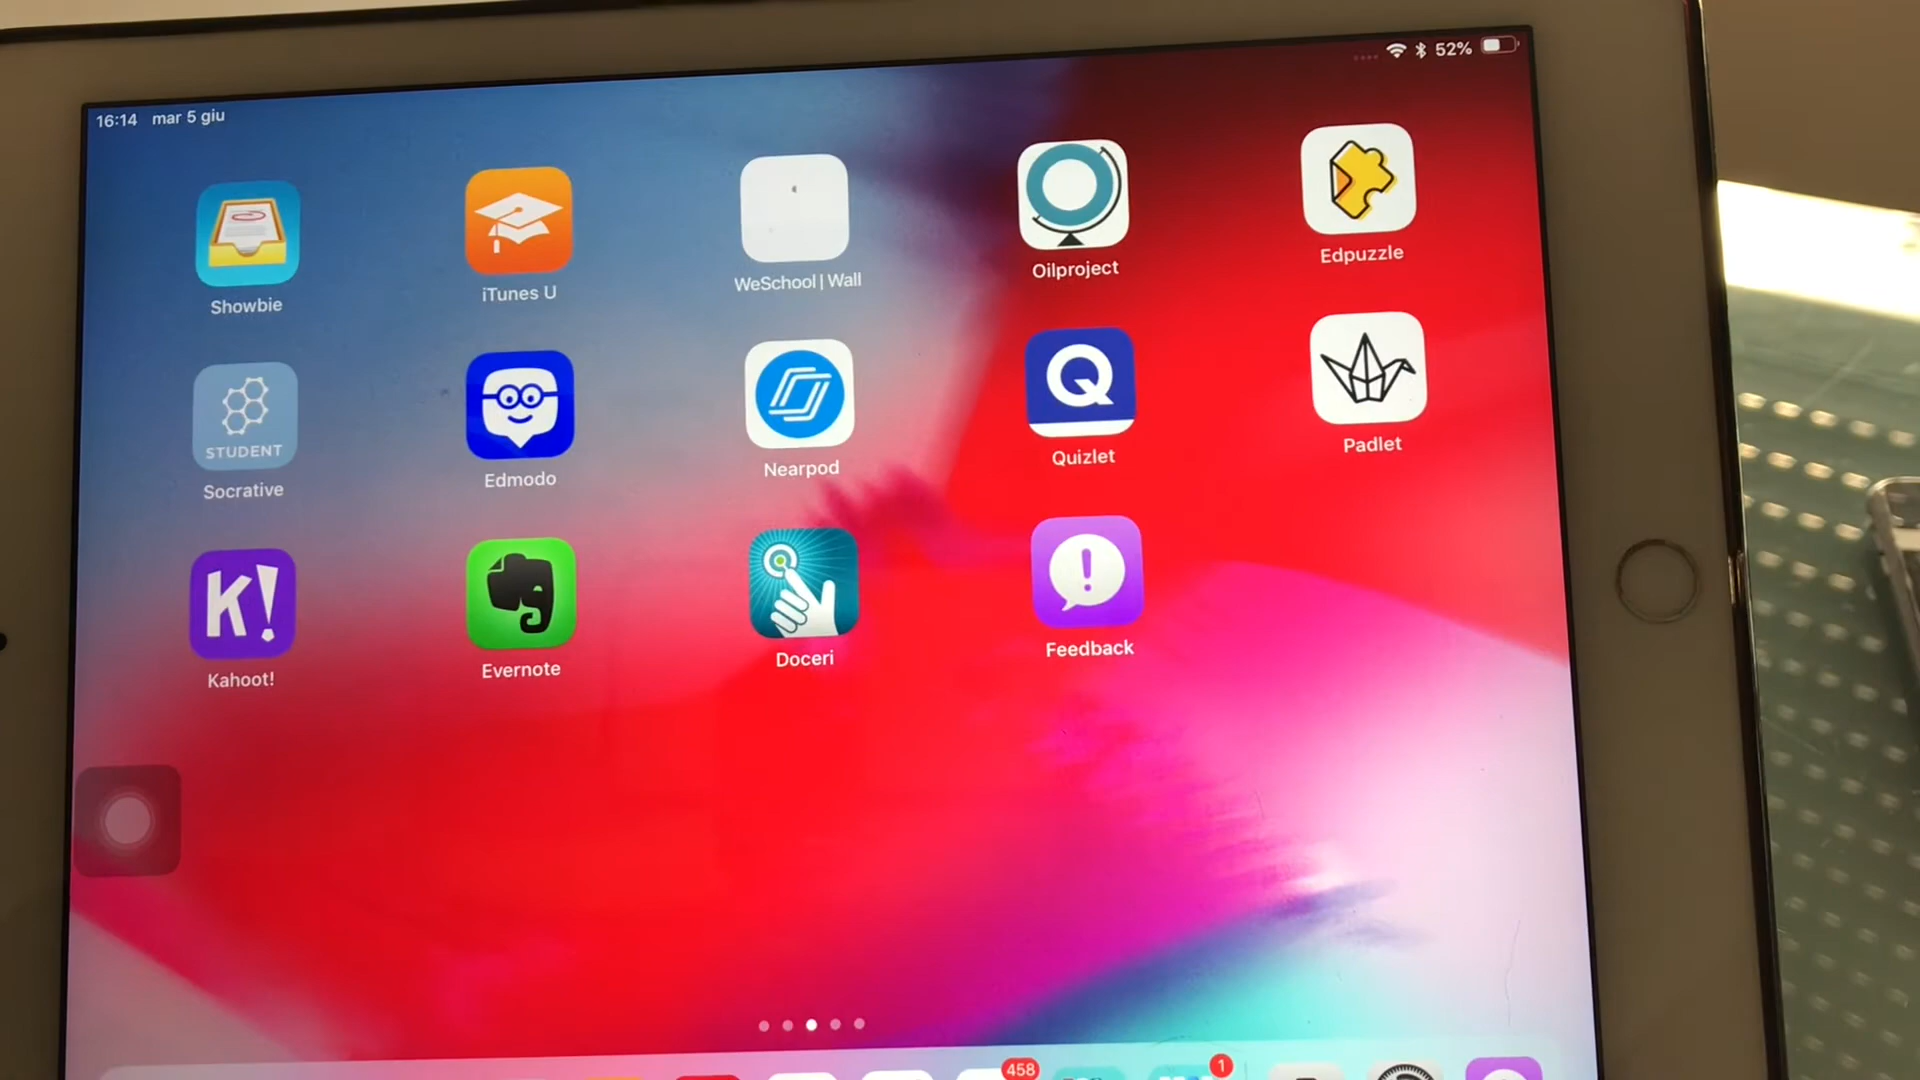 16:14 mar 5 giu
52%
Showbie
iTunes U
WeSchool | Wall
Oilproject
Edpuzzle
STUDENT
Socrative
Edmodo
Nearpod
Q
Quizlet
Padlet
K!
Kahoot!
Evernote
Doceri
!
Feedback
458
1